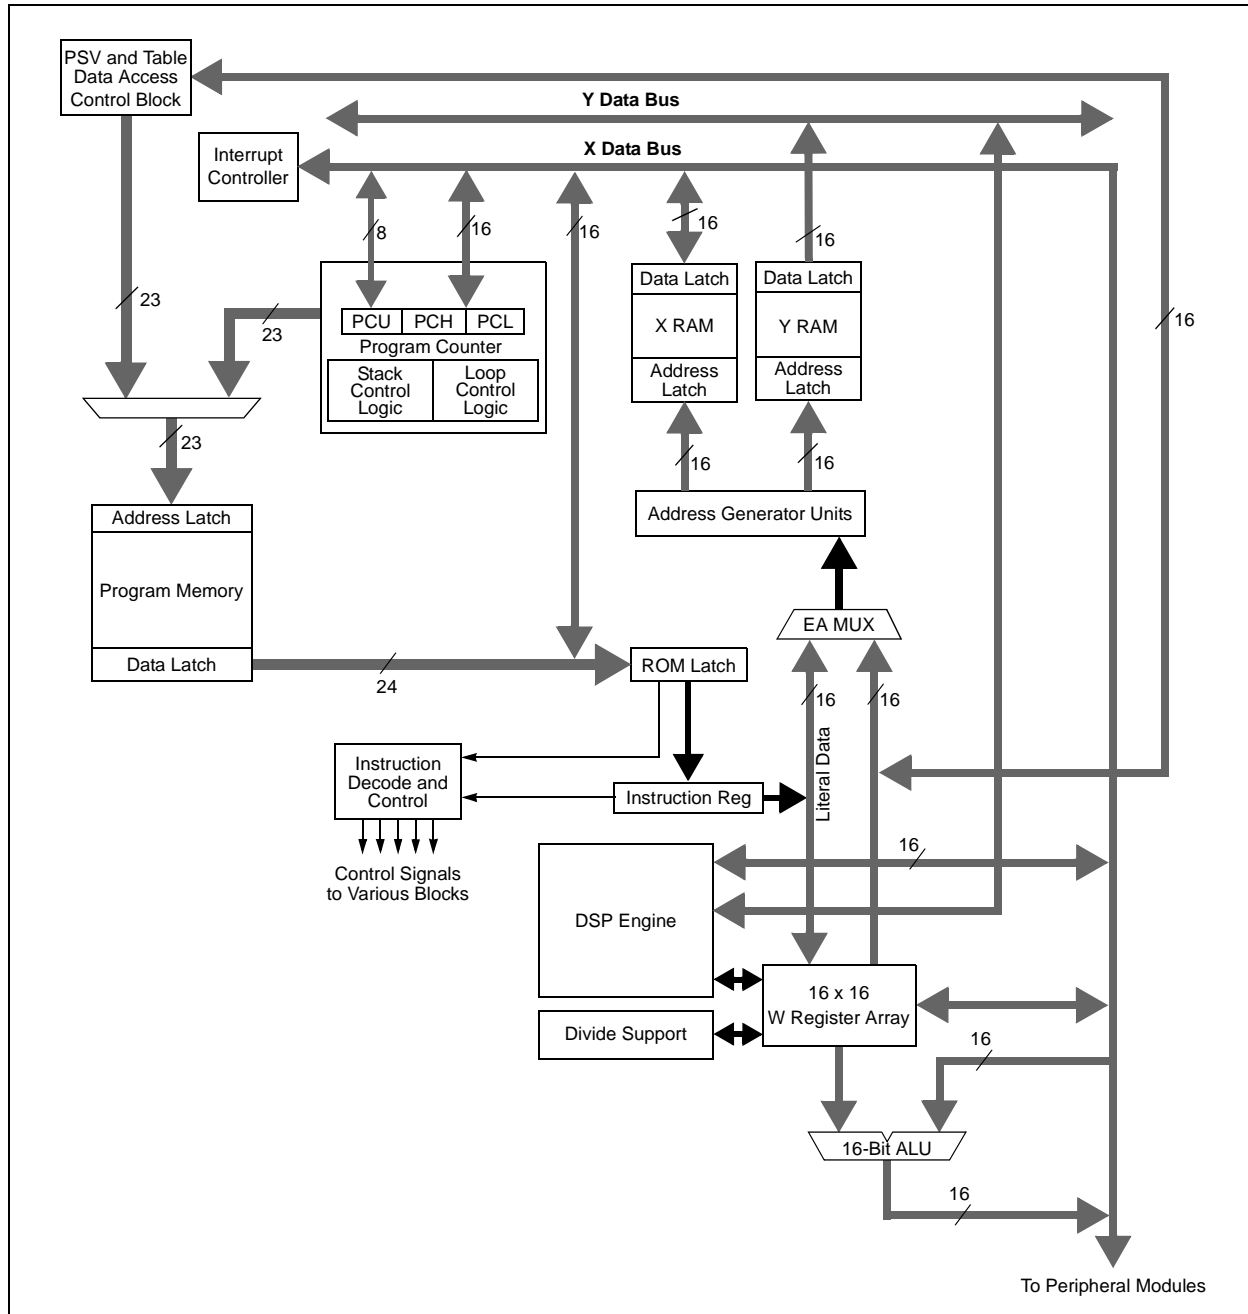 PSV and Table
Data Access
Control Block
Y Data Bus
Interrupt
Controller
X Data Bus
8
16
16
16
16
23
23
16
PCU
PCH
PCL
Program Counter
Stack
Control
Logic
Loop
Control
Logic
Data Latch
X RAM
Address
Latch
Data Latch
Y RAM
Address
Latch
23
16
16
Address Latch
Program Memory
Data Latch
Address Generator Units
EA MUX
24
ROM Latch
16
16
Literal Data
Instruction
Decode and
Control
Instruction Reg
Control Signals
to Various Blocks
16
DSP Engine
16 x 16
W Register Array
Divide Support
16
16-Bit ALU
16
To Peripheral Modules